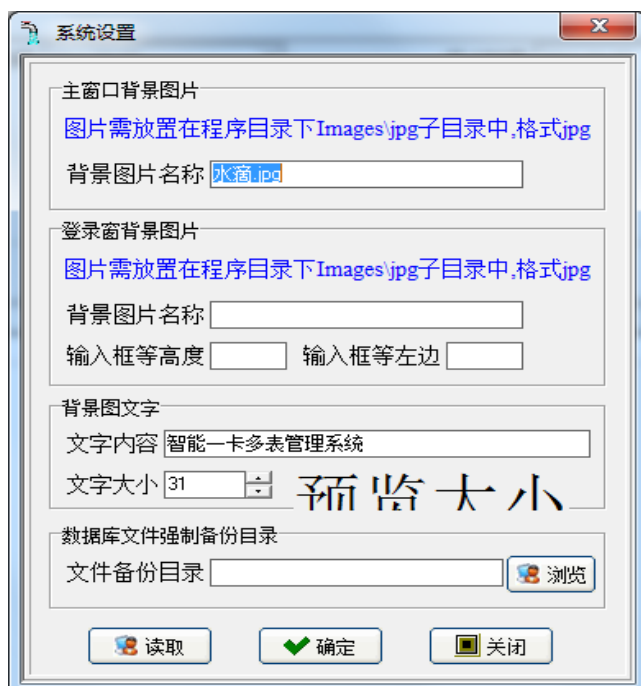 系统设置
主窗口背景图片
图片需放置在程序目录下Images\jpg子目录中,格式jpg
背景图片名称 水滴.jpg
登录窗背景图片
图片需放置在程序目录下Images\jpg子目录中,格式jpg
背景图片名称
输入框等高度 输入框等左边
背景图文字
文字内容 智能一卡多表管理系统
文字大小 31 预览大小
数据库文件强制备份目录
文件备份目录 浏览
读取 确定 关闭